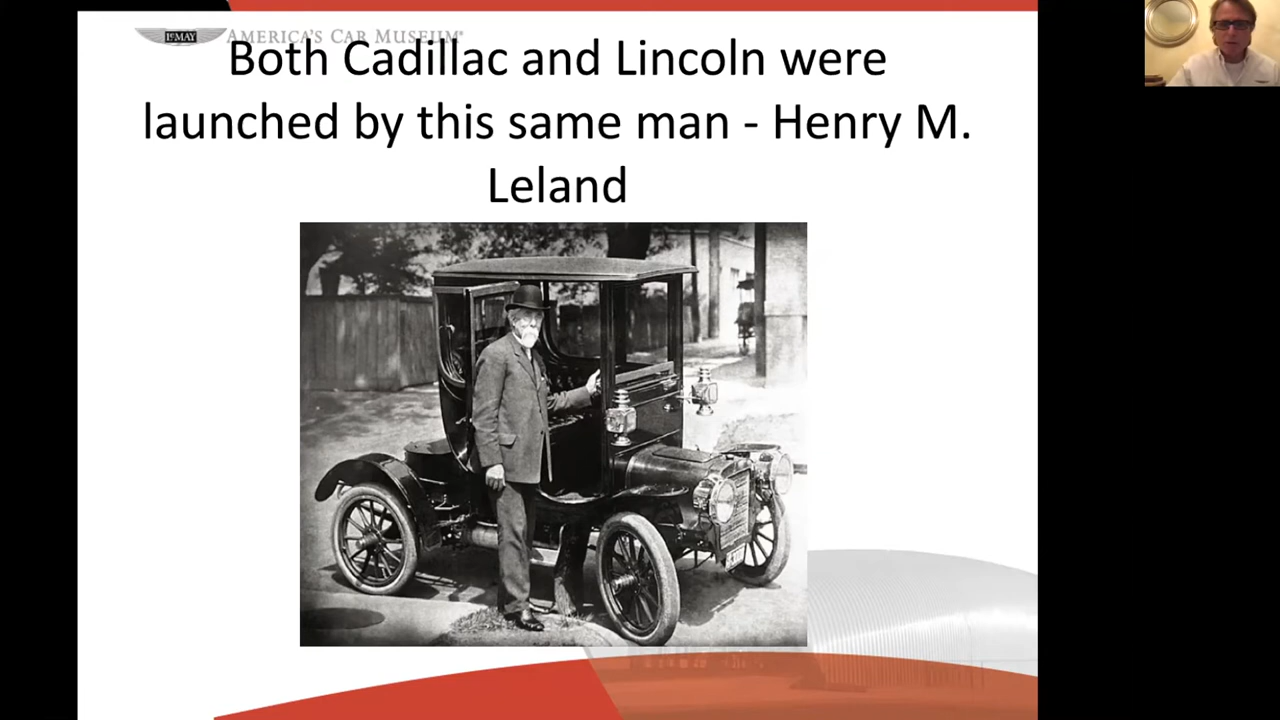 LEMAY AMERICA'S CAR MUSEUM®
Both Cadillac and Lincoln were
launched by this same man - Henry M.
Leland